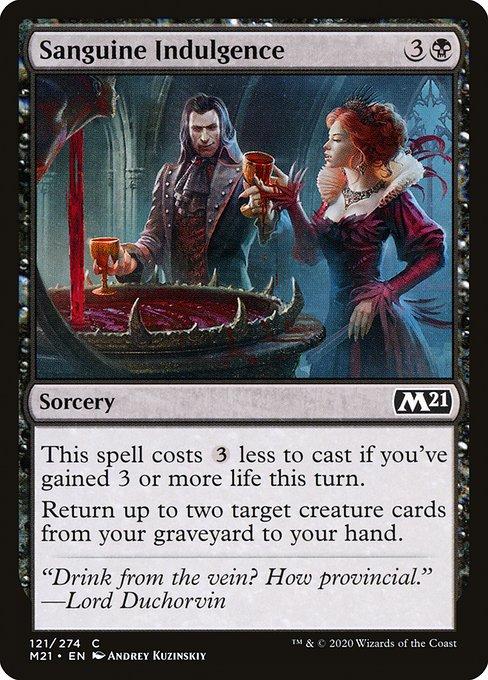 Sanguine Indulgence 3
Sorcery M21
This spell costs 3 less to cast if you've
gained 3 or more life this turn.
Return up to two target creature cards
from your graveyard to your hand.
“Drink from the vein? How provincial.”
—Lord Duchorvin
121/274 C
M21 • EN Andrey Kuzinskiy
™ & © 2020 Wizards of the Coast